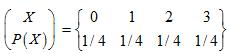 ( X ) = { 0 1 2 3 }
( P(X) ) { 1/4 1/4 1/4 1/4 }